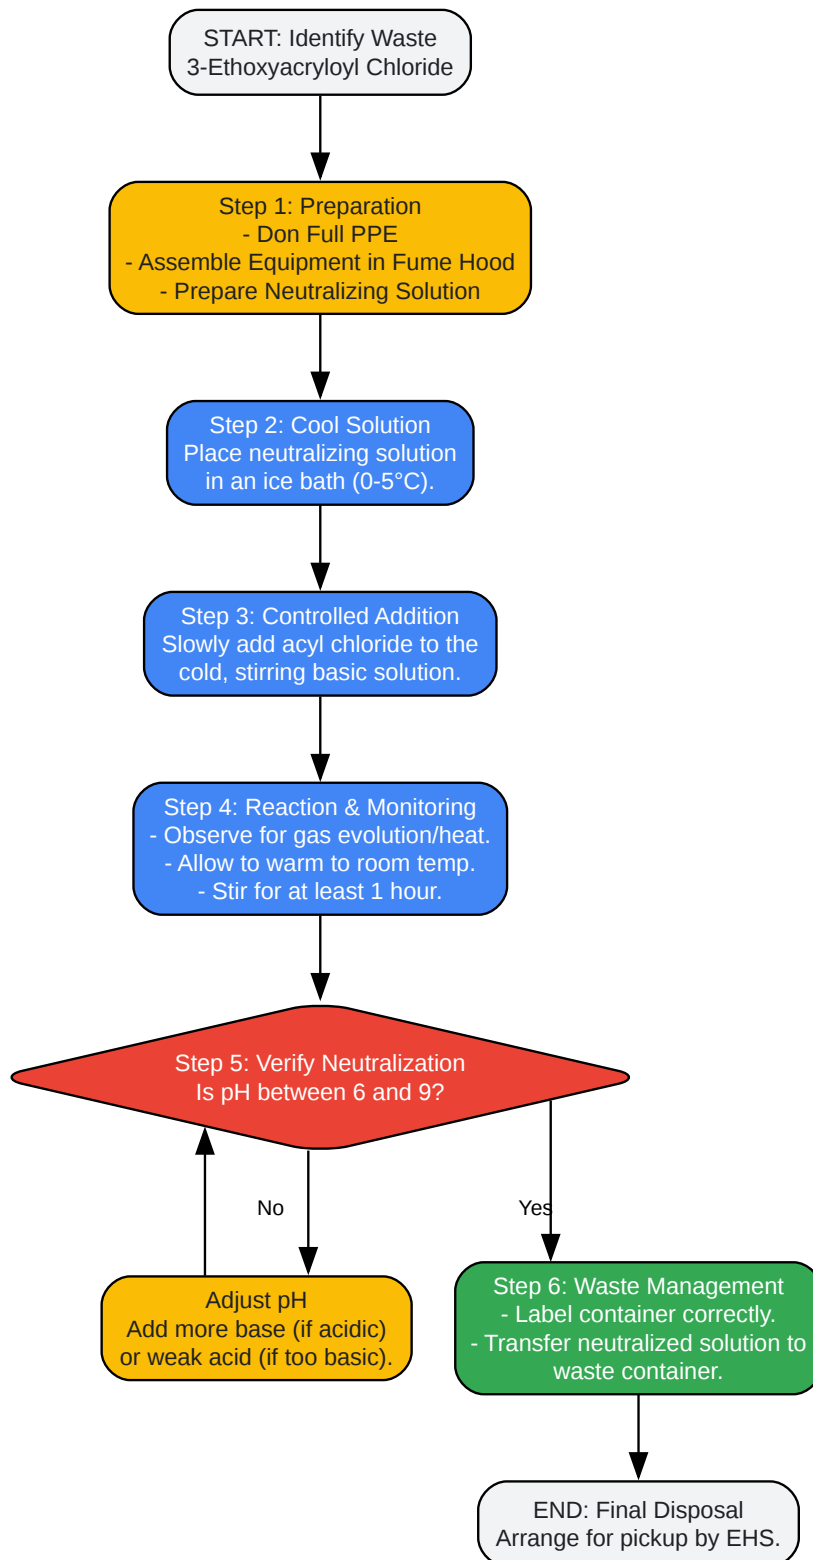 START: Identify Waste
3-Ethoxyacryloyl Chloride
Step 1: Preparation
- Don Full PPE
- Assemble Equipment in Fume Hood
- Prepare Neutralizing Solution
Step 2: Cool Solution
Place neutralizing solution
in an ice bath (0-5°C).
Step 3: Controlled Addition
Slowly add acyl chloride to the
cold, stirring basic solution.
Step 4: Reaction & Monitoring
- Observe for gas evolution/heat.
- Allow to warm to room temp.
- Stir for at least 1 hour.
Step 5: Verify Neutralization
Is pH between 6 and 9?
No
Yes
Adjust pH
Add more base (if acidic)
or weak acid (if too basic).
Step 6: Waste Management
- Label container correctly.
- Transfer neutralized solution to
waste container.
END: Final Disposal
Arrange for pickup by EHS.